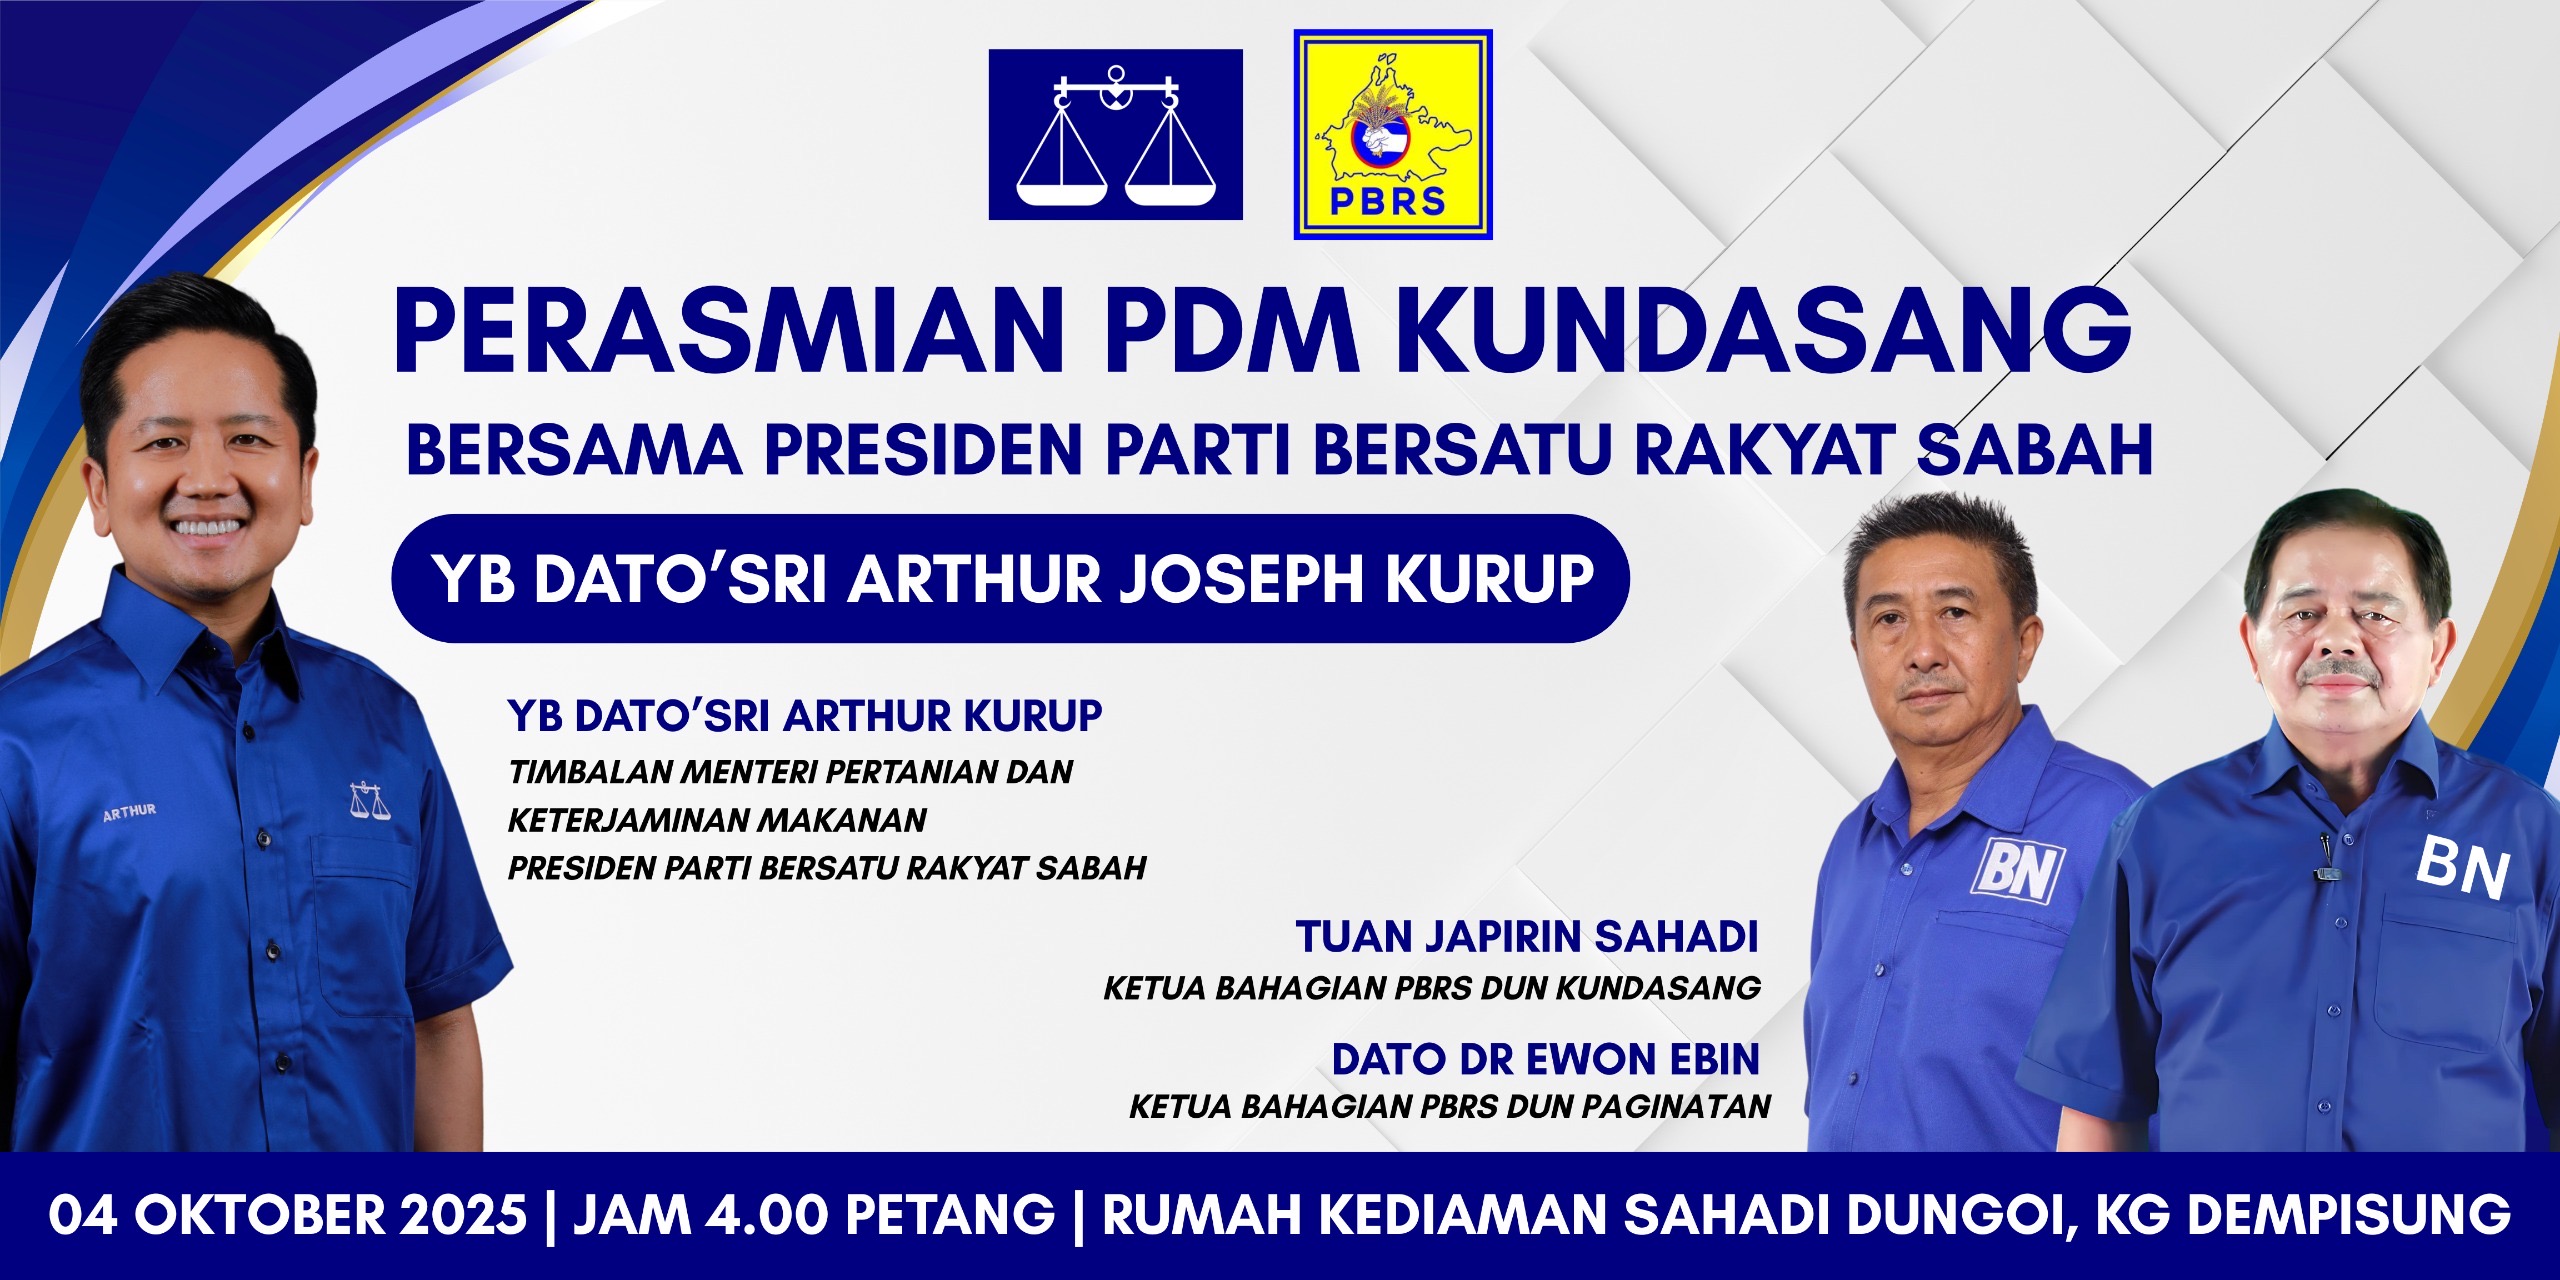 PBRS
PERASMIAN PDM KUNDASANG
BERSAMA PRESIDEN PARTI BERSATU RAKYAT SABAH
YB DATO'SRI ARTHUR JOSEPH KURUP
YB DATO'SRI ARTHUR KURUP
TIMBALAN MENTERI PERTANIAN DAN
KETERJAMINAN MAKANAN
PRESIDEN PARTI BERSATU RAKYAT SABAH
ARTHUR
BN
BN
TUAN JAPIRIN SAHADI
KETUA BAHAGIAN PBRS DUN KUNDASANG
DATO DR EWON EBIN
KETUA BAHAGIAN PBRS DUN PAGINATAN
04 OKTOBER 2025 | JAM 4.00 PETANG | RUMAH KEDIAMAN SAHADI DUNGOI, KG DEMPISUNG